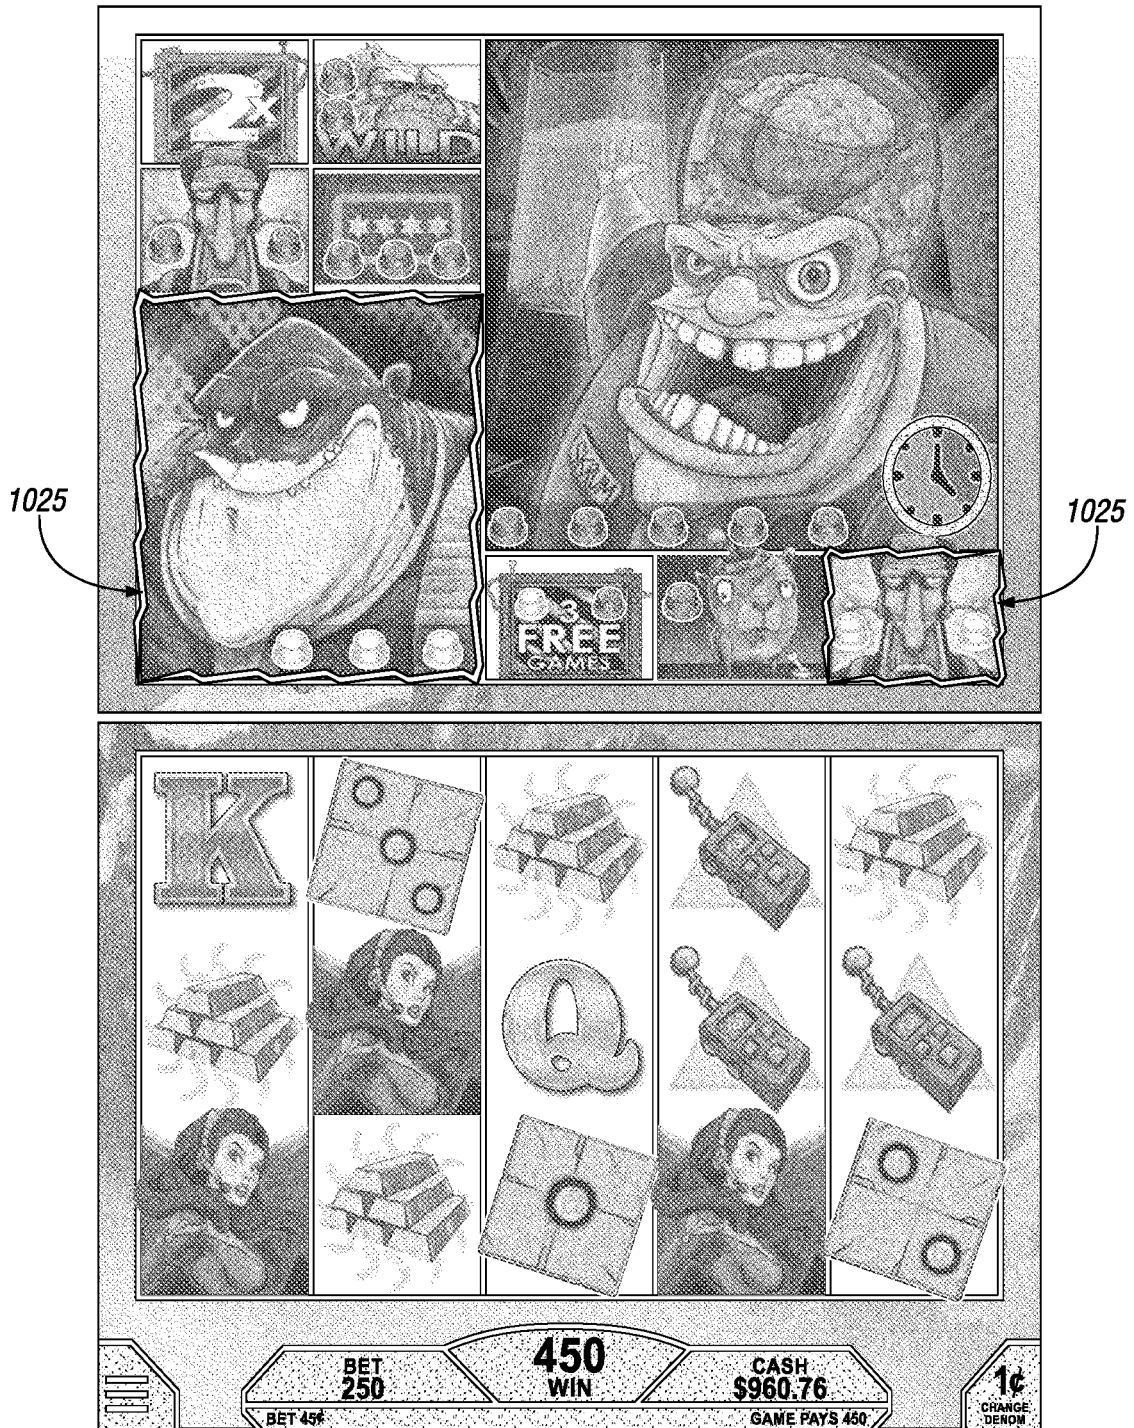 2x
WILD
1025
1025
3
FREE
GAMES
K
Q
BET
250
450
WIN
CASH
$960.76
1¢
CHANGE
DENOM
BET 45¢
GAME PAYS 450